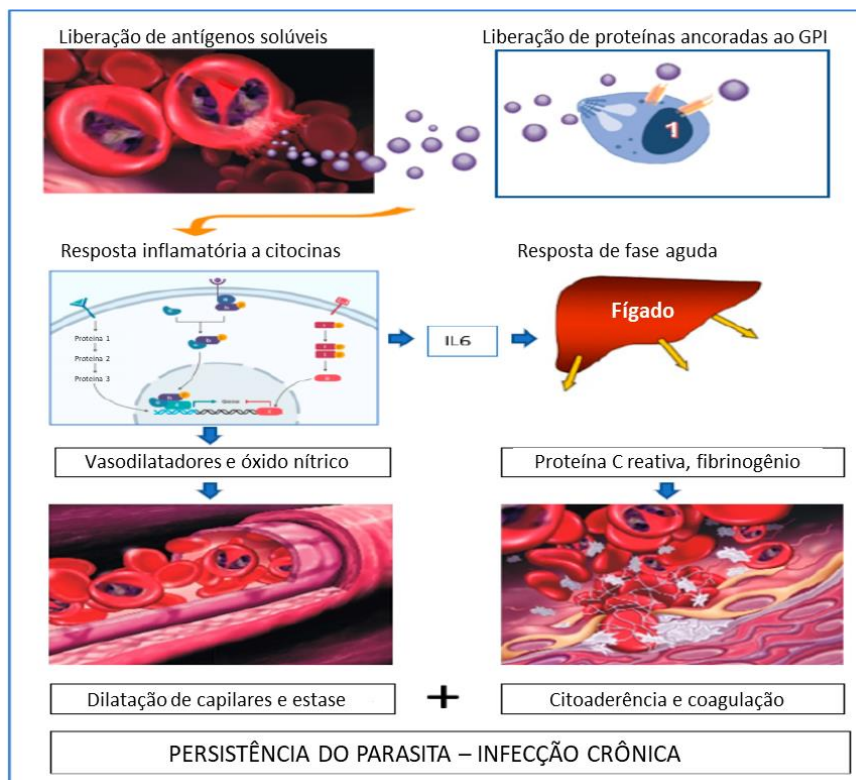 Liberação de antígenos solúveis
Liberação de proteínas ancoradas ao GPI
1
Resposta inflamatória a citocinas
Resposta de fase aguda
Proteína 1
Proteína 2
Proteína 3
IL6
Fígado
Vasodilatadores e óxido nítrico
Proteína C reativa, fibrinogênio
Dilatação de capilares e estase
+
Citoaderência e coagulação
PERSISTÊNCIA DO PARASITA – INFECÇÃO CRÔNICA